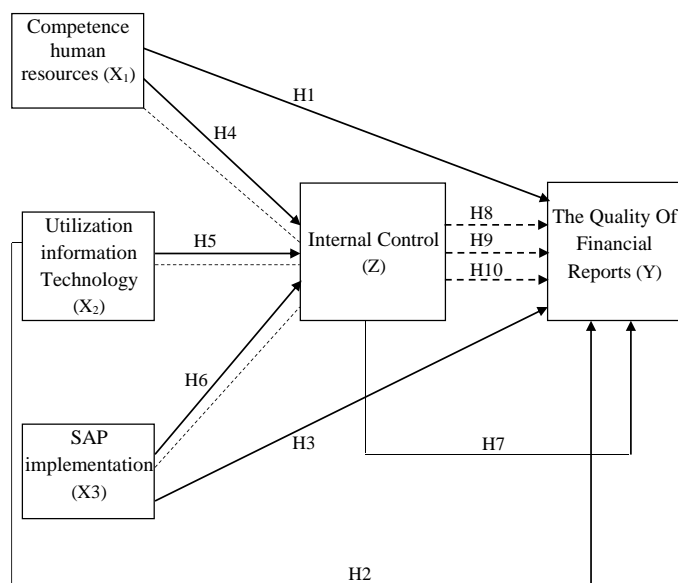 Competence
human
resources (X₁)
H1
H4
Utilization
information
Technology
(X₂)
H5
Internal Control
(Z)
H8
H9
H10
The Quality Of
Financial
Reports (Y)
H6
SAP
implementation
(X3)
H3
H7
H2